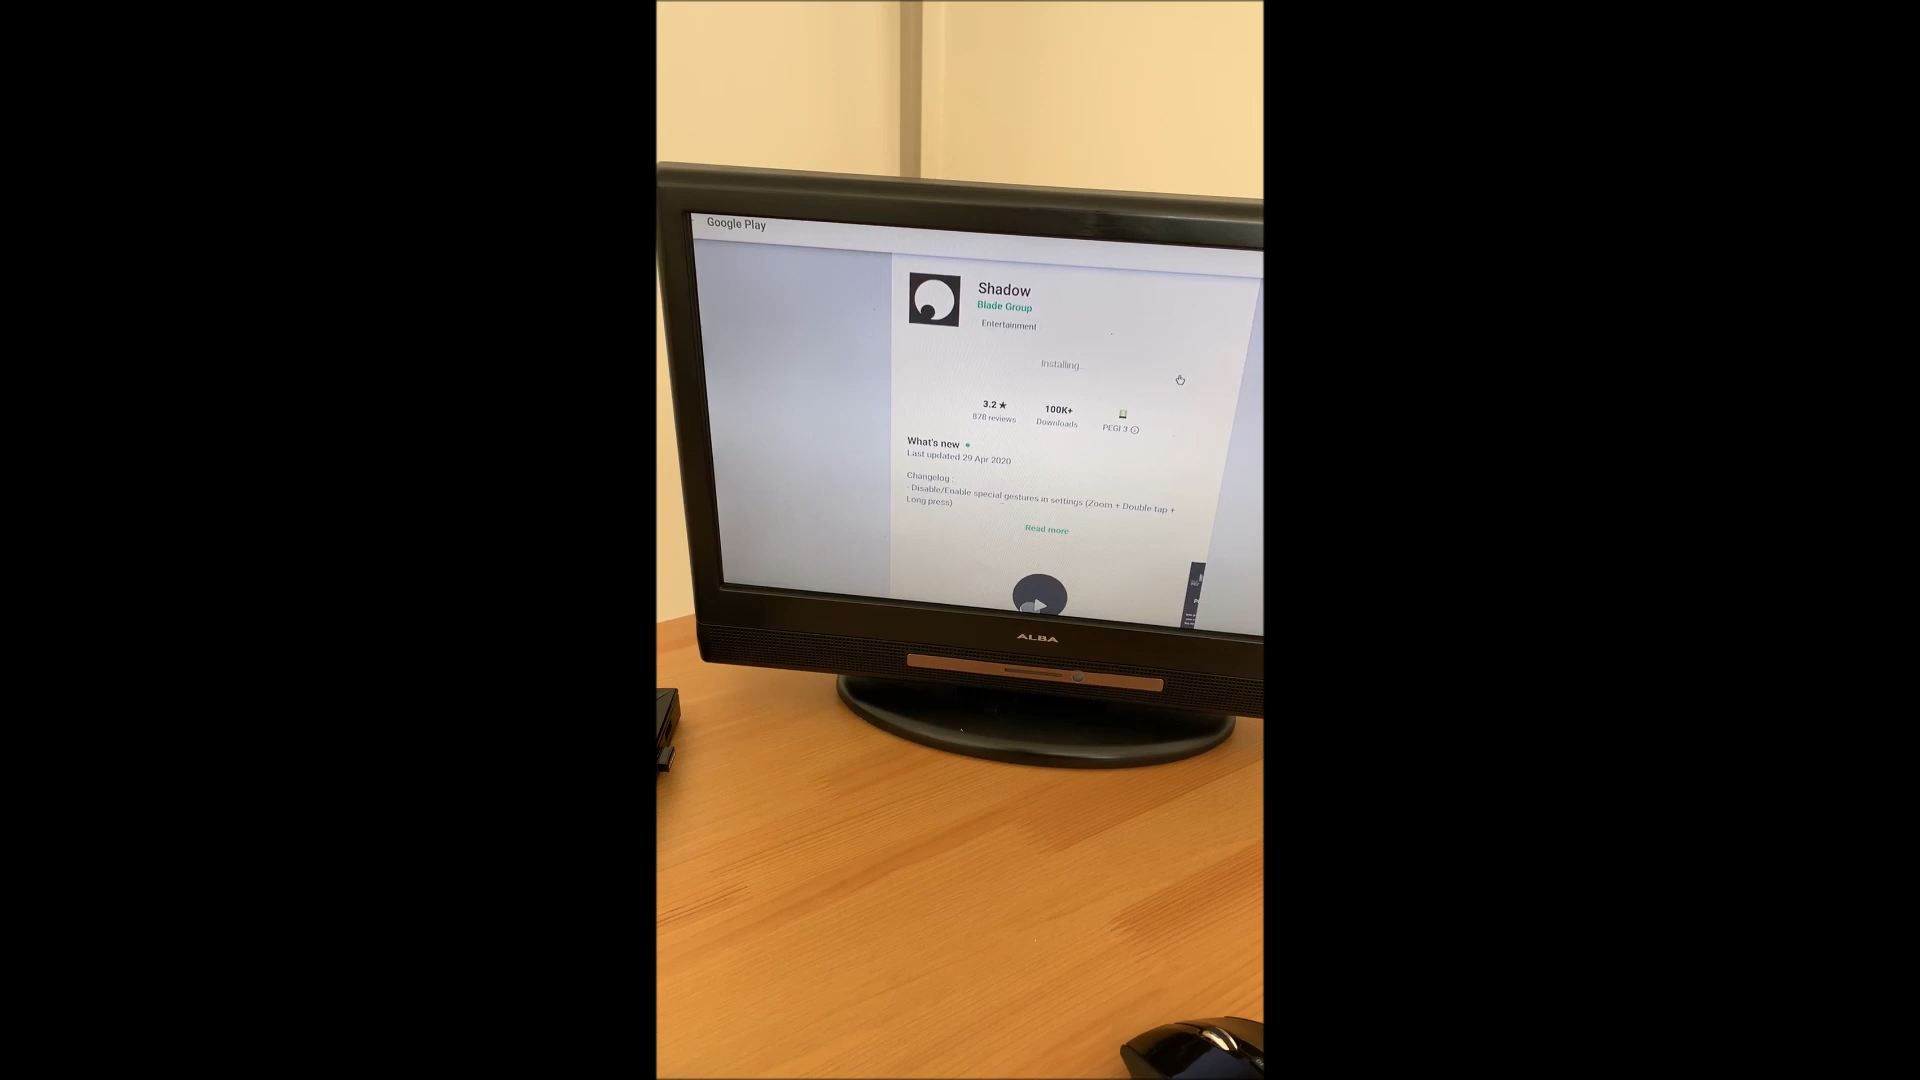 Google Play
Shadow
Blade Group
Entertainment
Installing...
3.2 ★
878 reviews
100K+
Downloads
PEGI 3
What's new
Last updated 29 Apr 2020
Changelog :
- Disable/Enable special gestures in settings (Zoom + Double tap +
Long press)
Read more
ALBA